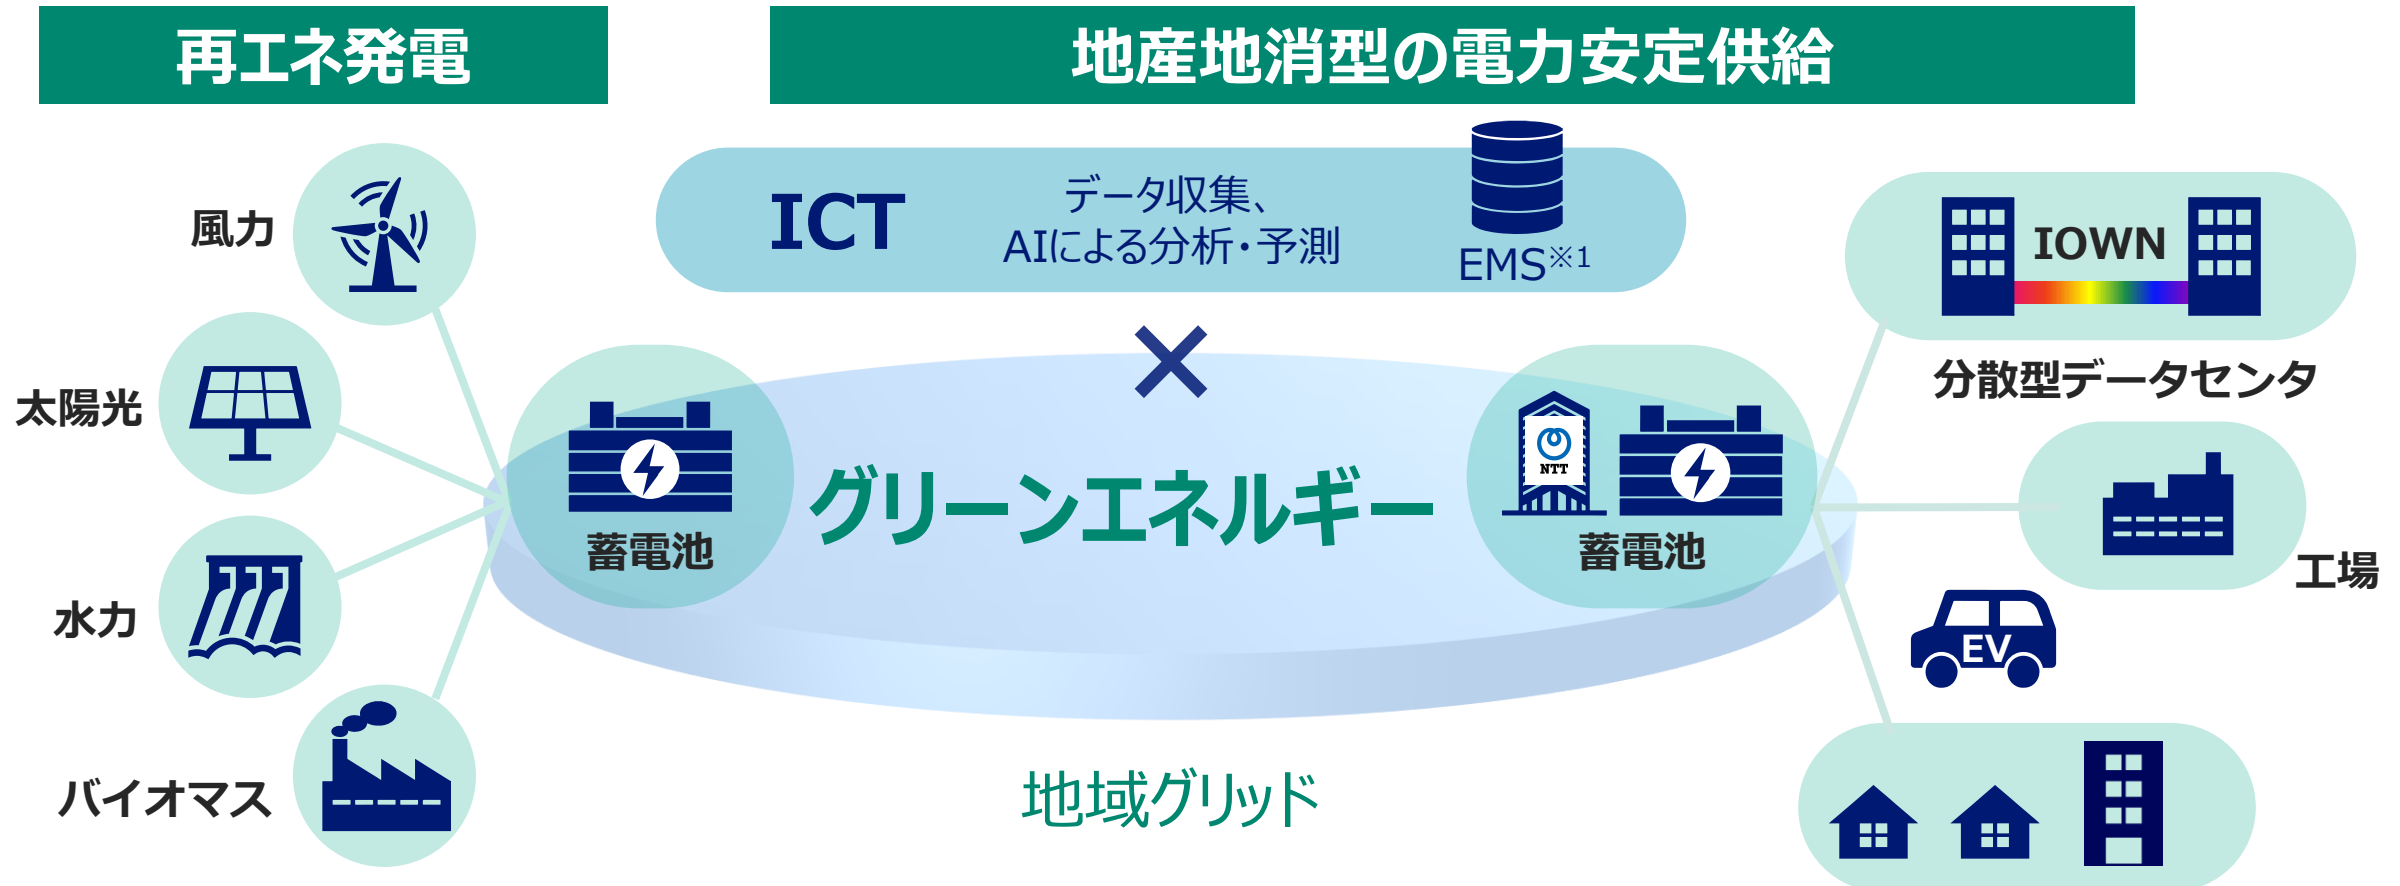 再エネ発電
地産地消型の電力安定供給
風力
太陽光
水力
バイオマス
ICT
データ収集、
AIによる分析・予測
EMS※1
×
蓄電池
グリーンエネルギー
NTT
蓄電池
地域グリッド
IOWN
分散型データセンタ
工場
EV